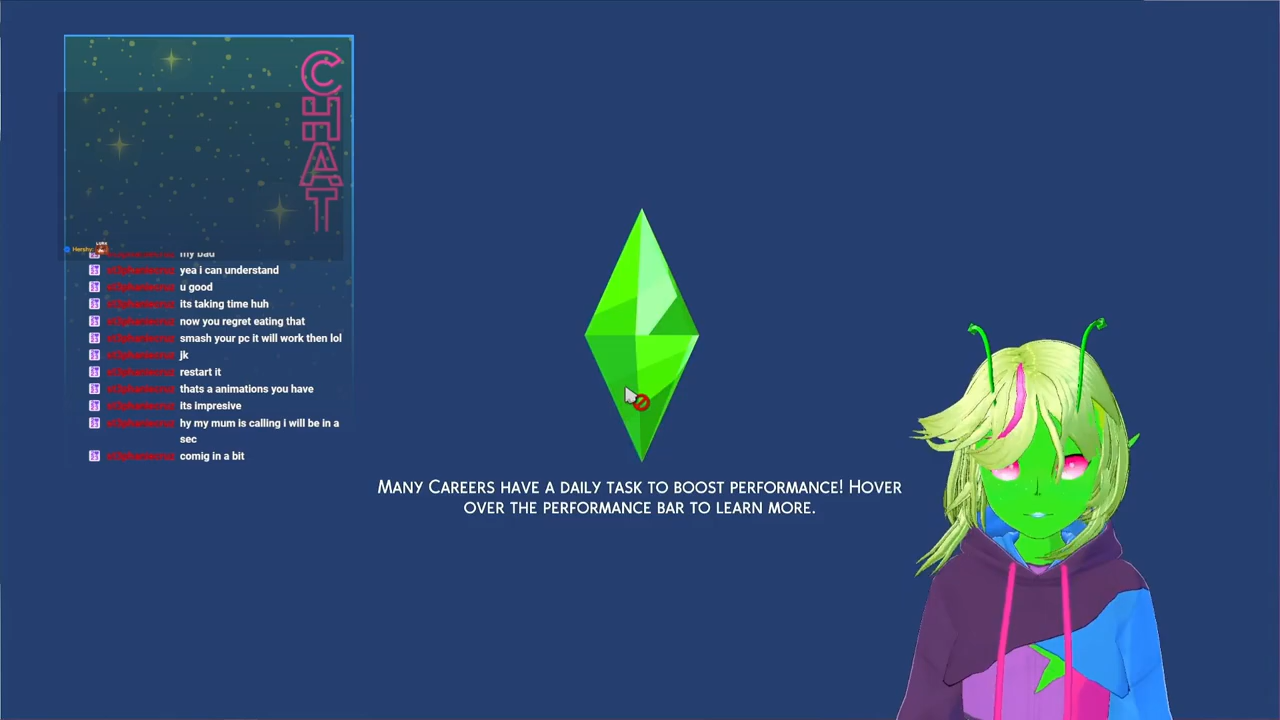 CHAT
Hershy:
my bad
yea i can understand
u good
its taking time huh
now you regret eating that
smash your pc it will work then lol
jk
restart it
thats a animations you have
its impresive
hy my mum is calling i will be in a
sec
comig in a bit
MANY CAREERS HAVE A DAILY TASK TO BOOST PERFORMANCE! HOVER
OVER THE PERFORMANCE BAR TO LEARN MORE.